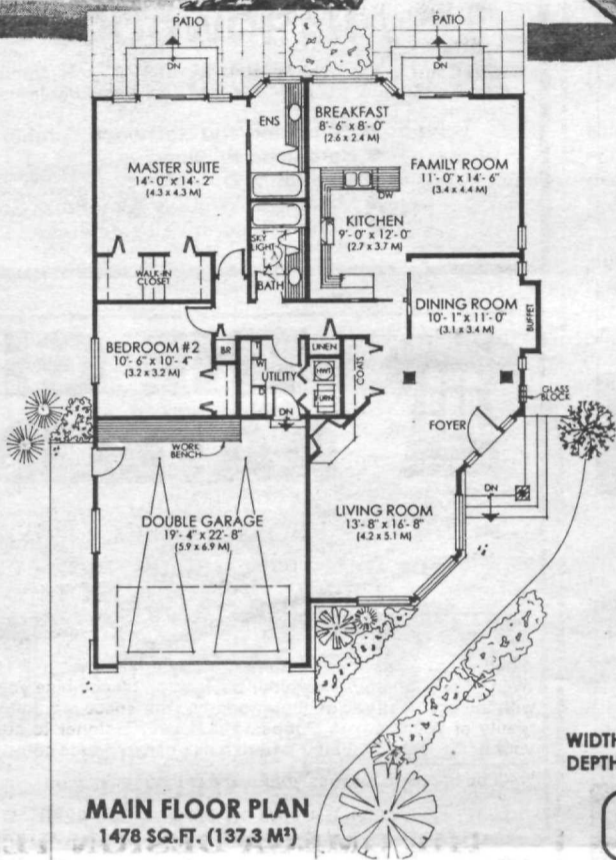 PATIO
DN
PATIO
DN
ENS
BREAKFAST
8'- 6" x 8'- 0"
(2.6 x 2.4 M)
MASTER SUITE
14'- 0" x 14'- 2"
(4.3 x 4.3 M)
FAMILY ROOM
11'- 0" x 14'- 6"
(3.4 x 4.4 M)
DW
KITCHEN
9'- 0" x 12'- 0"
(2.7 x 3.7 M)
SKY
LIGHT
WALK-IN
CLOSET
BATH
DINING ROOM
10'- 1" x 11'- 0"
(3.1 x 3.4 M)
BUFFET
BEDROOM #2
10'- 6" x 10'- 4"
(3.2 x 3.2 M)
BR
W
UTILITY
LINEN
HWT
FURN
COATS
GLASS
BLOCK
DN
FOYER
WORK
BENCH
DN
DOUBLE GARAGE
19'- 4" x 22'- 8"
(5.9 x 6.9 M)
LIVING ROOM
13'- 8" x 16'- 8"
(4.2 x 5.1 M)
WIDTH
DEPTH
MAIN FLOOR PLAN
1478 SQ.FT. (137.3 M²)